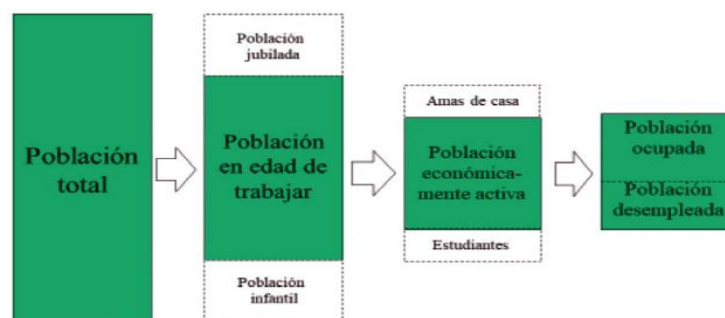 Población
total
Población
jubilada
Población
en edad de
trabajar
Población
infantil
Amas de casa
Población
económica-
mente activa
Estudiantes
Población
ocupada
Población
desempleada